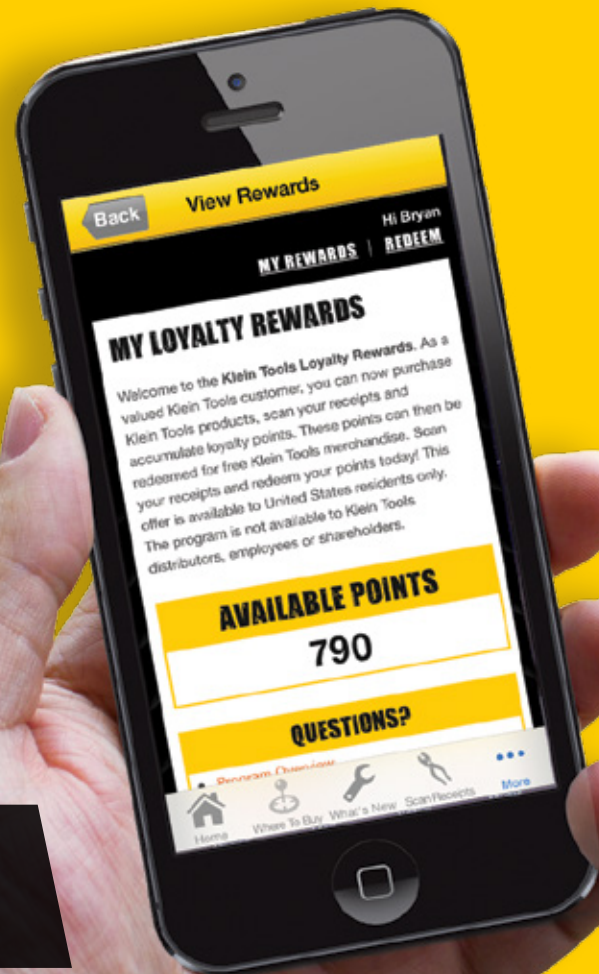 Back
View Rewards
Hi Bryan
MY REWARDS | REDEEM
MY LOYALTY REWARDS
Welcome to the Klein Tools Loyalty Rewards. As a
valued Klein Tools customer, you can now purchase
Klein Tools products, scan your receipts and
accumulate loyalty points. These points can then be
redeemed for free Klein Tools merchandise. Scan
your receipts and redeem your points today! This
offer is available to United States residents only.
The program is not available to Klein Tools
distributors, employees or shareholders.
AVAILABLE POINTS
790
QUESTIONS?
Program Overview
Home
Where To Buy
What's New
Scan Receipts
More